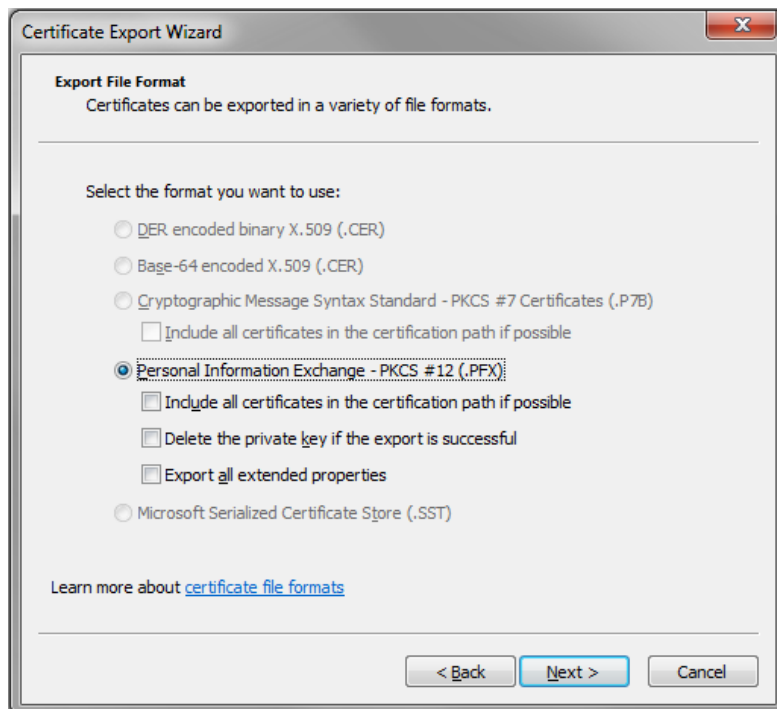 Certificate Export Wizard
Export File Format
Certificates can be exported in a variety of file formats.
Select the format you want to use:
DER encoded binary X.509 (.CER)
Base-64 encoded X.509 (.CER)
Cryptographic Message Syntax Standard - PKCS #7 Certificates (.P7B)
Include all certificates in the certification path if possible
Personal Information Exchange - PKCS #12 (.PFX)
Include all certificates in the certification path if possible
Delete the private key if the export is successful
Export all extended properties
Microsoft Serialized Certificate Store (.SST)
Learn more about certificate file formats
< Back Next > Cancel